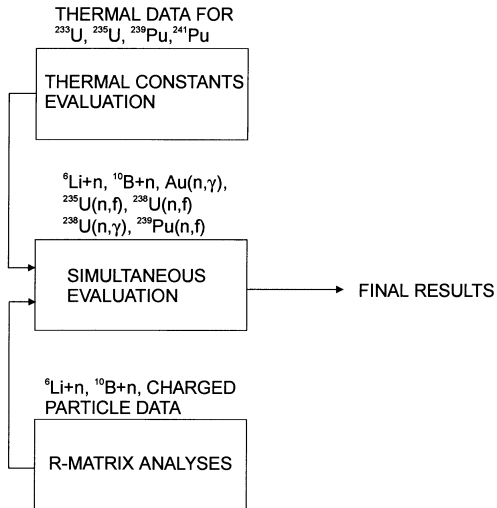 THERMAL DATA FOR
²³³U, ²³⁵U, ²³⁹Pu,²⁴¹Pu
THERMAL CONSTANTS
EVALUATION
⁶Li+n, ¹⁰B+n, Au(n,γ),
²³⁵U(n,f), ²³⁸U(n,f)
²³⁸U(n,γ), ²³⁹Pu(n,f)
SIMULTANEOUS
EVALUATION
FINAL RESULTS
⁶Li+n, ¹⁰B+n, CHARGED
PARTICLE DATA
R-MATRIX ANALYSES